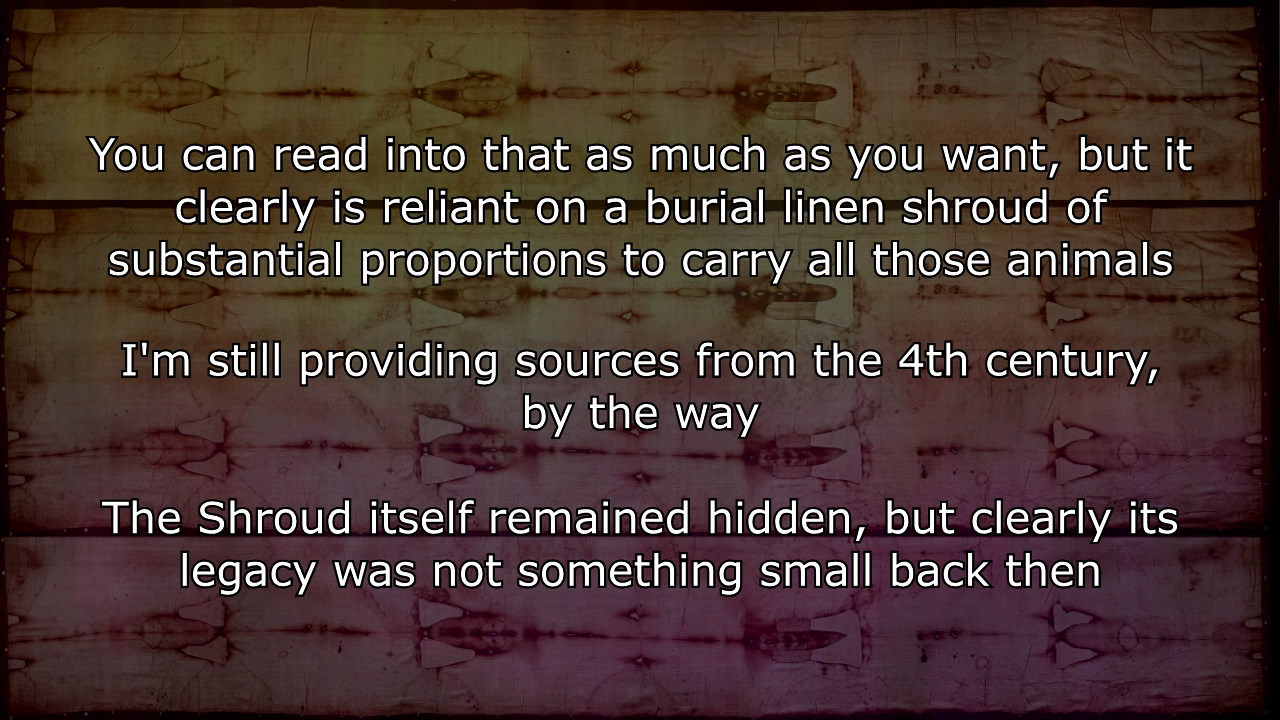 You can read into that as much as you want, but it
clearly is reliant on a burial linen shroud of
substantial proportions to carry all those animals
I'm still providing sources from the 4th century,
by the way
The Shroud itself remained hidden, but clearly its
legacy was not something small back then